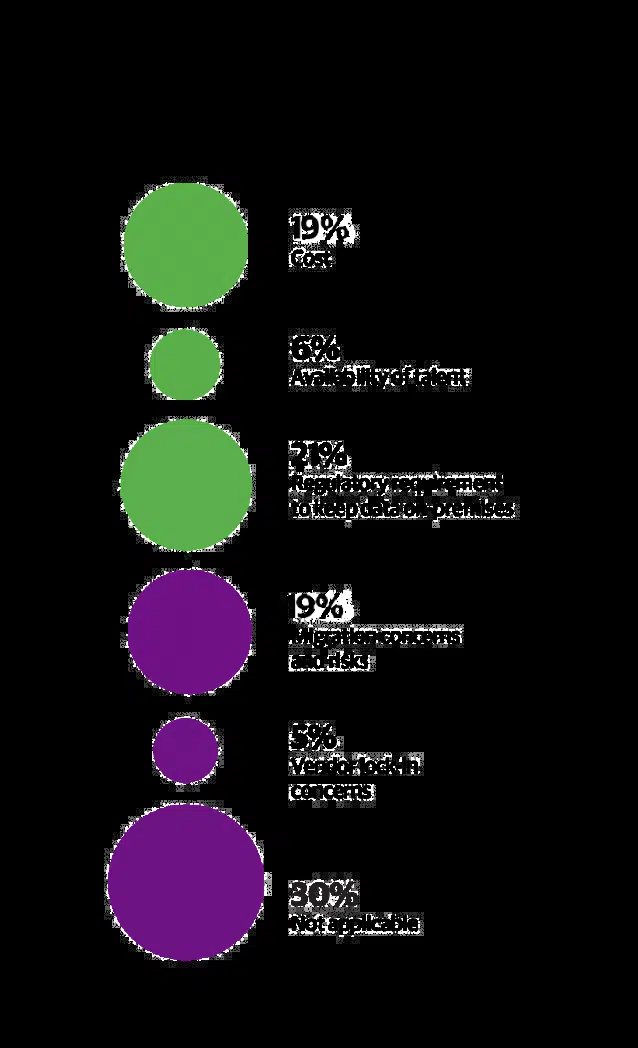 19%
Cost
6%
Availability of talent
21%
Regulatory requirement
to keep data on-premises
19%
Migration concerns
and risks
5%
Vendor lock-in
concerns
30%
Not applicable